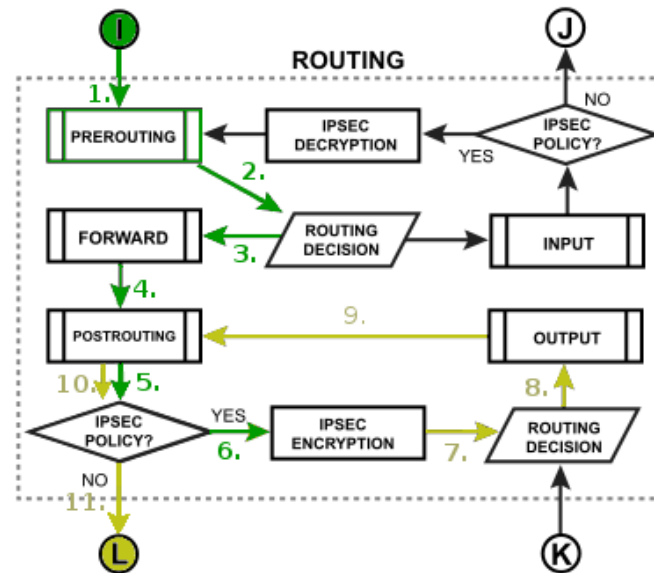 I
J
ROUTING
1.
NO
PREROUTING
IPSEC
DECRYPTION
IPSEC
POLICY?
YES
2.
FORWARD
3.
ROUTING
DECISION
INPUT
4.
9.
POSTROUTING
OUTPUT
10.
5.
8.
IPSEC
POLICY?
YES
6.
IPSEC
ENCRYPTION
7.
ROUTING
DECISION
NO
11.
L
K